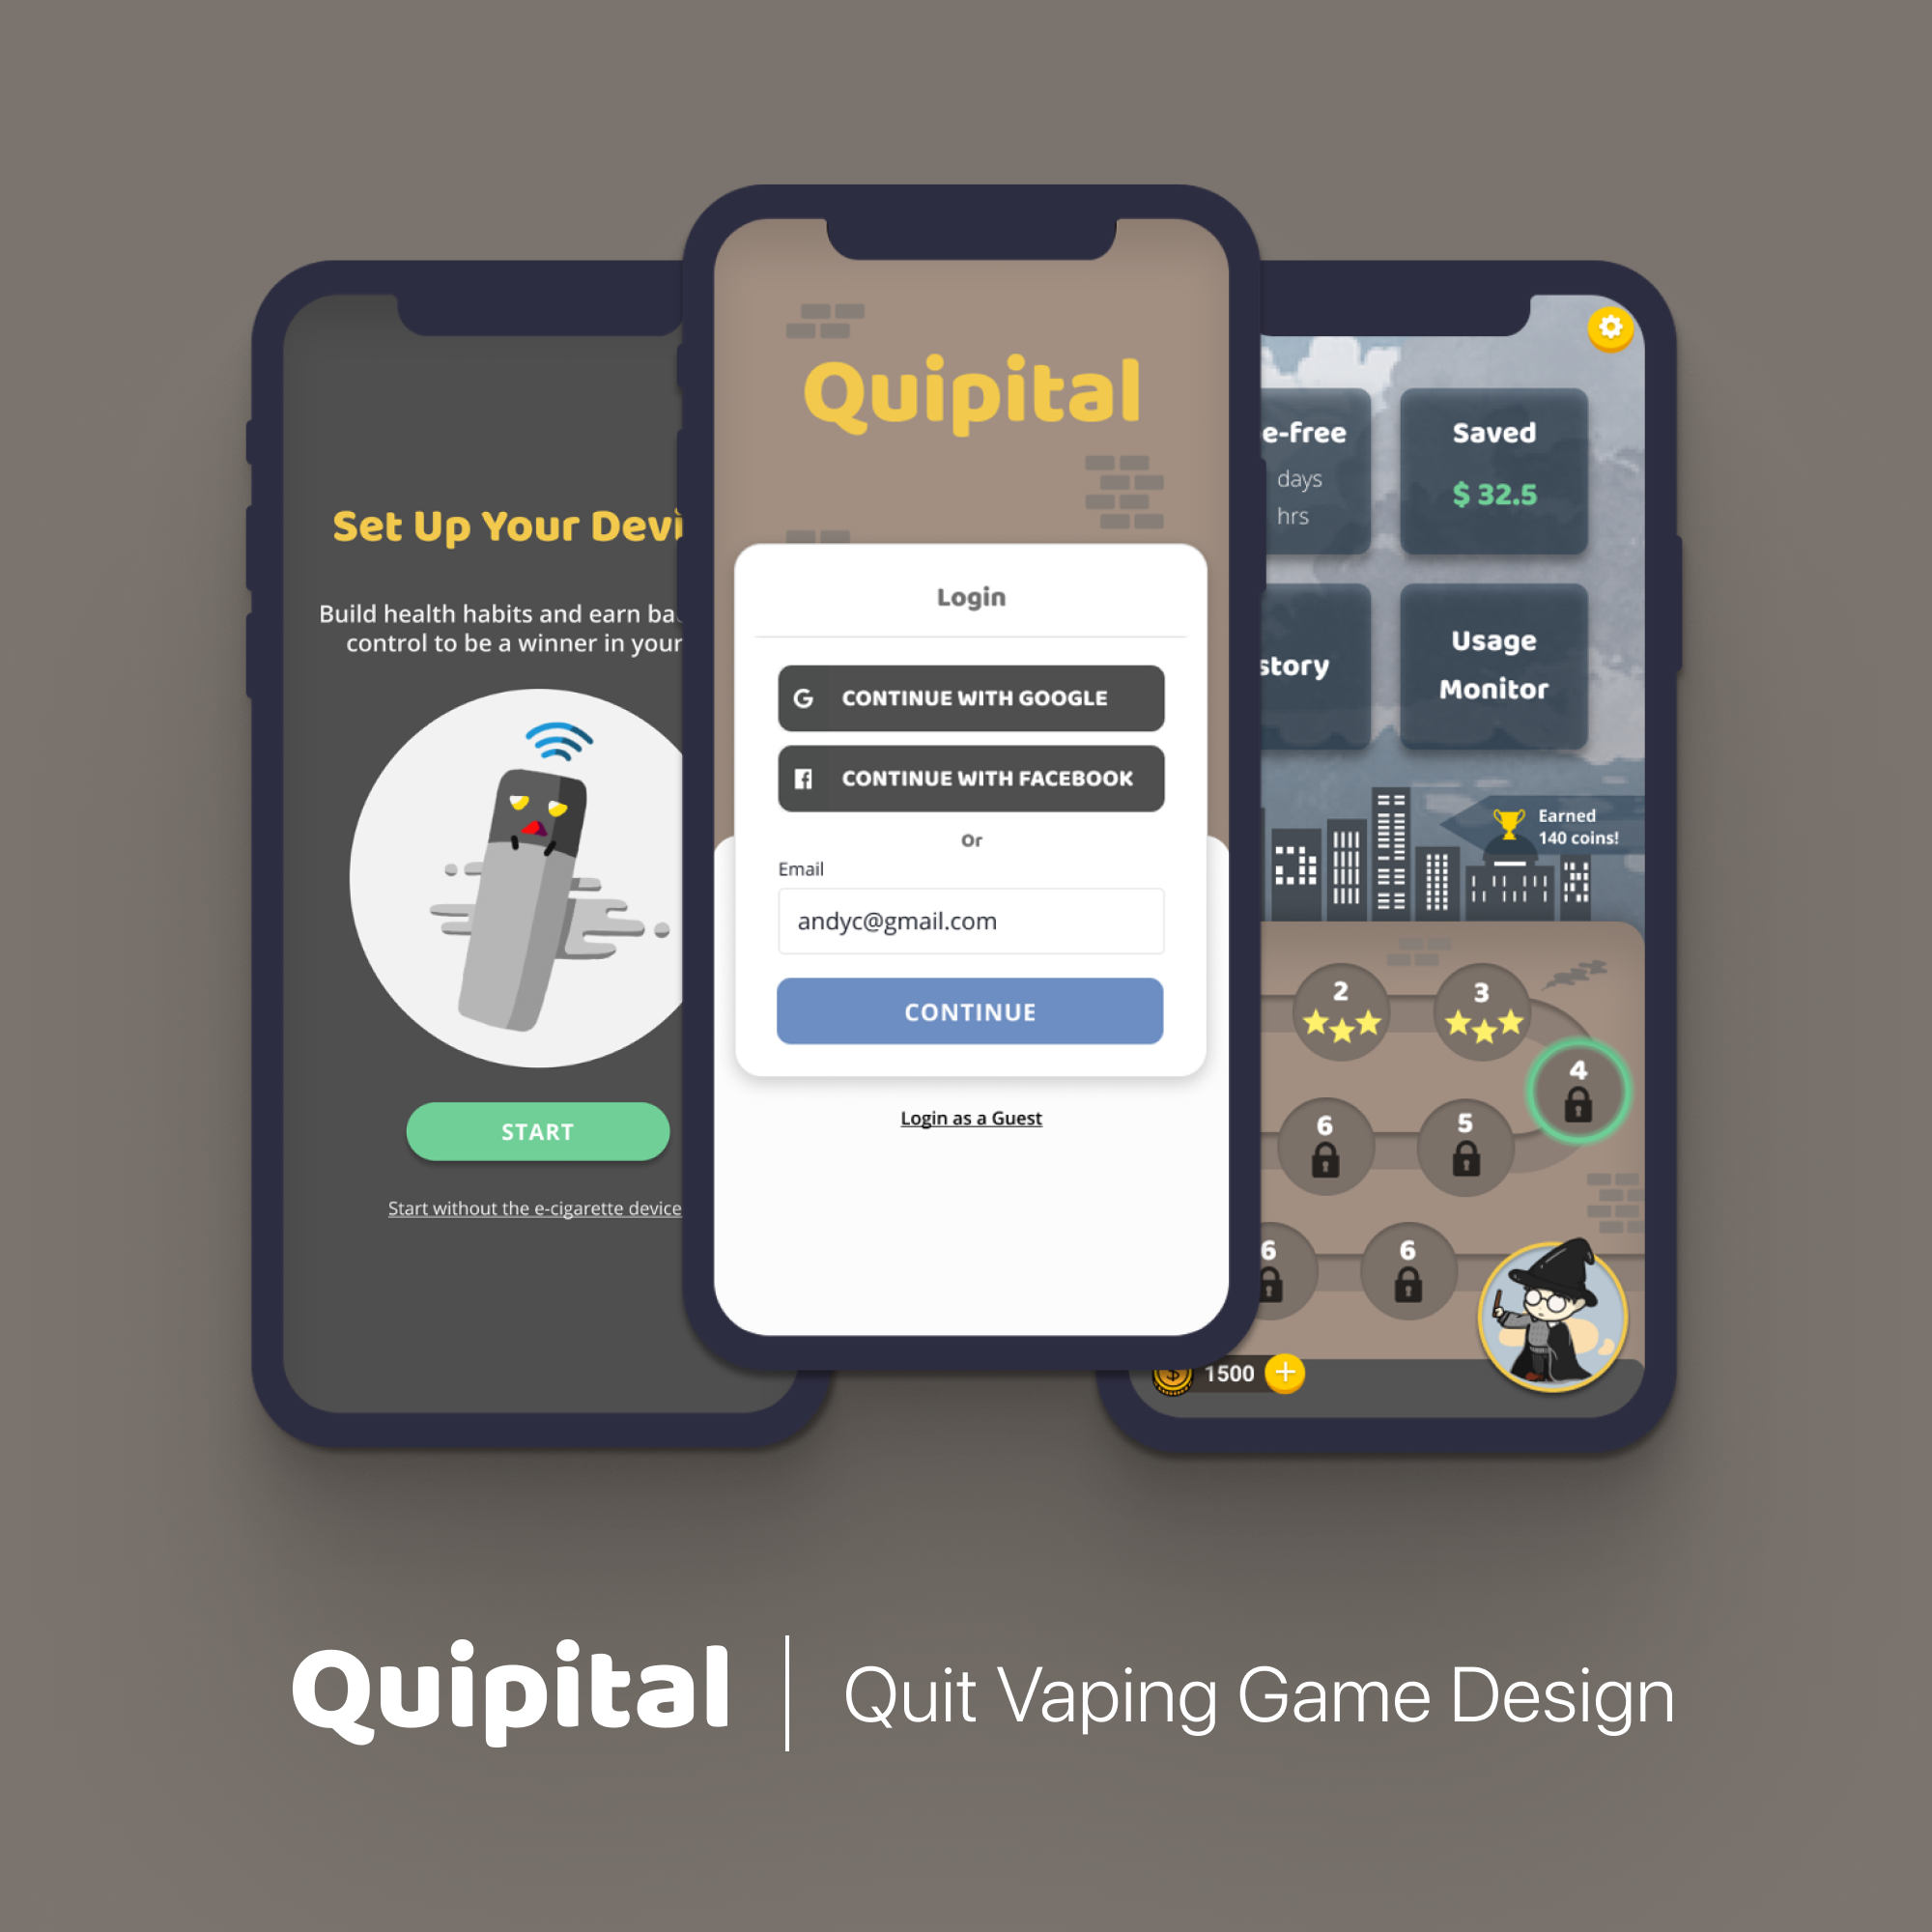 Set Up Your Devi
Build health habits and earn ba
control to be a winner in your
START
Start without the e-cigarette device
Quipital
Login
G CONTINUE WITH GOOGLE
f CONTINUE WITH FACEBOOK
Or
Email
andyc@gmail.com
CONTINUE
Login as a Guest
e-free
days
hrs
Saved
$ 32.5
story
Usage
Monitor
Earned
140 coins!
2
3
4
6
5
6
6
$ 1500 +
Quipital | Quit Vaping Game Design